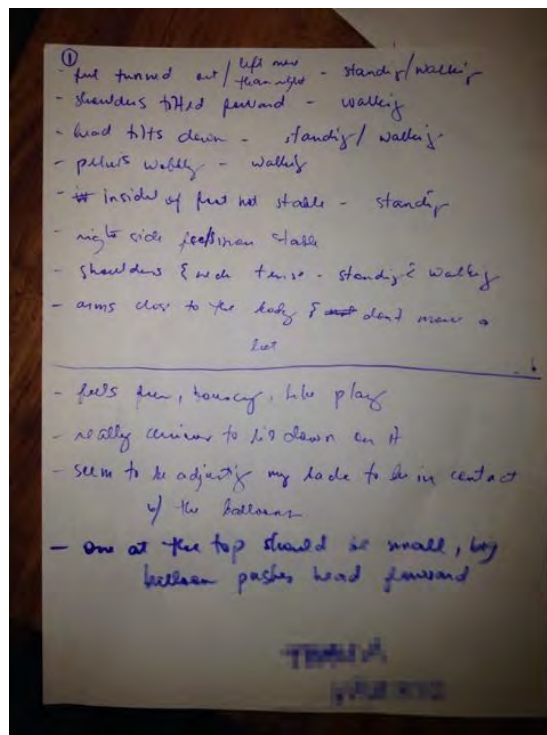 ①
- feet turned out / left more than right - standing/walking
- shoulders tilted forward - walking
- head tilts down - standing/walking
- pelvis wobbly - walking
- inside of feet not stable - standing
- right side feels more stable
- shoulders & neck tense - standing & walking
- arms close to the body & don't move a
lot
- feels fun, bouncy, like play
- really curious to lie down on it
- seem to be adjusting my back to be in contact
w/ the balloons
- one at the top should be small, big
balloon pushes head forward